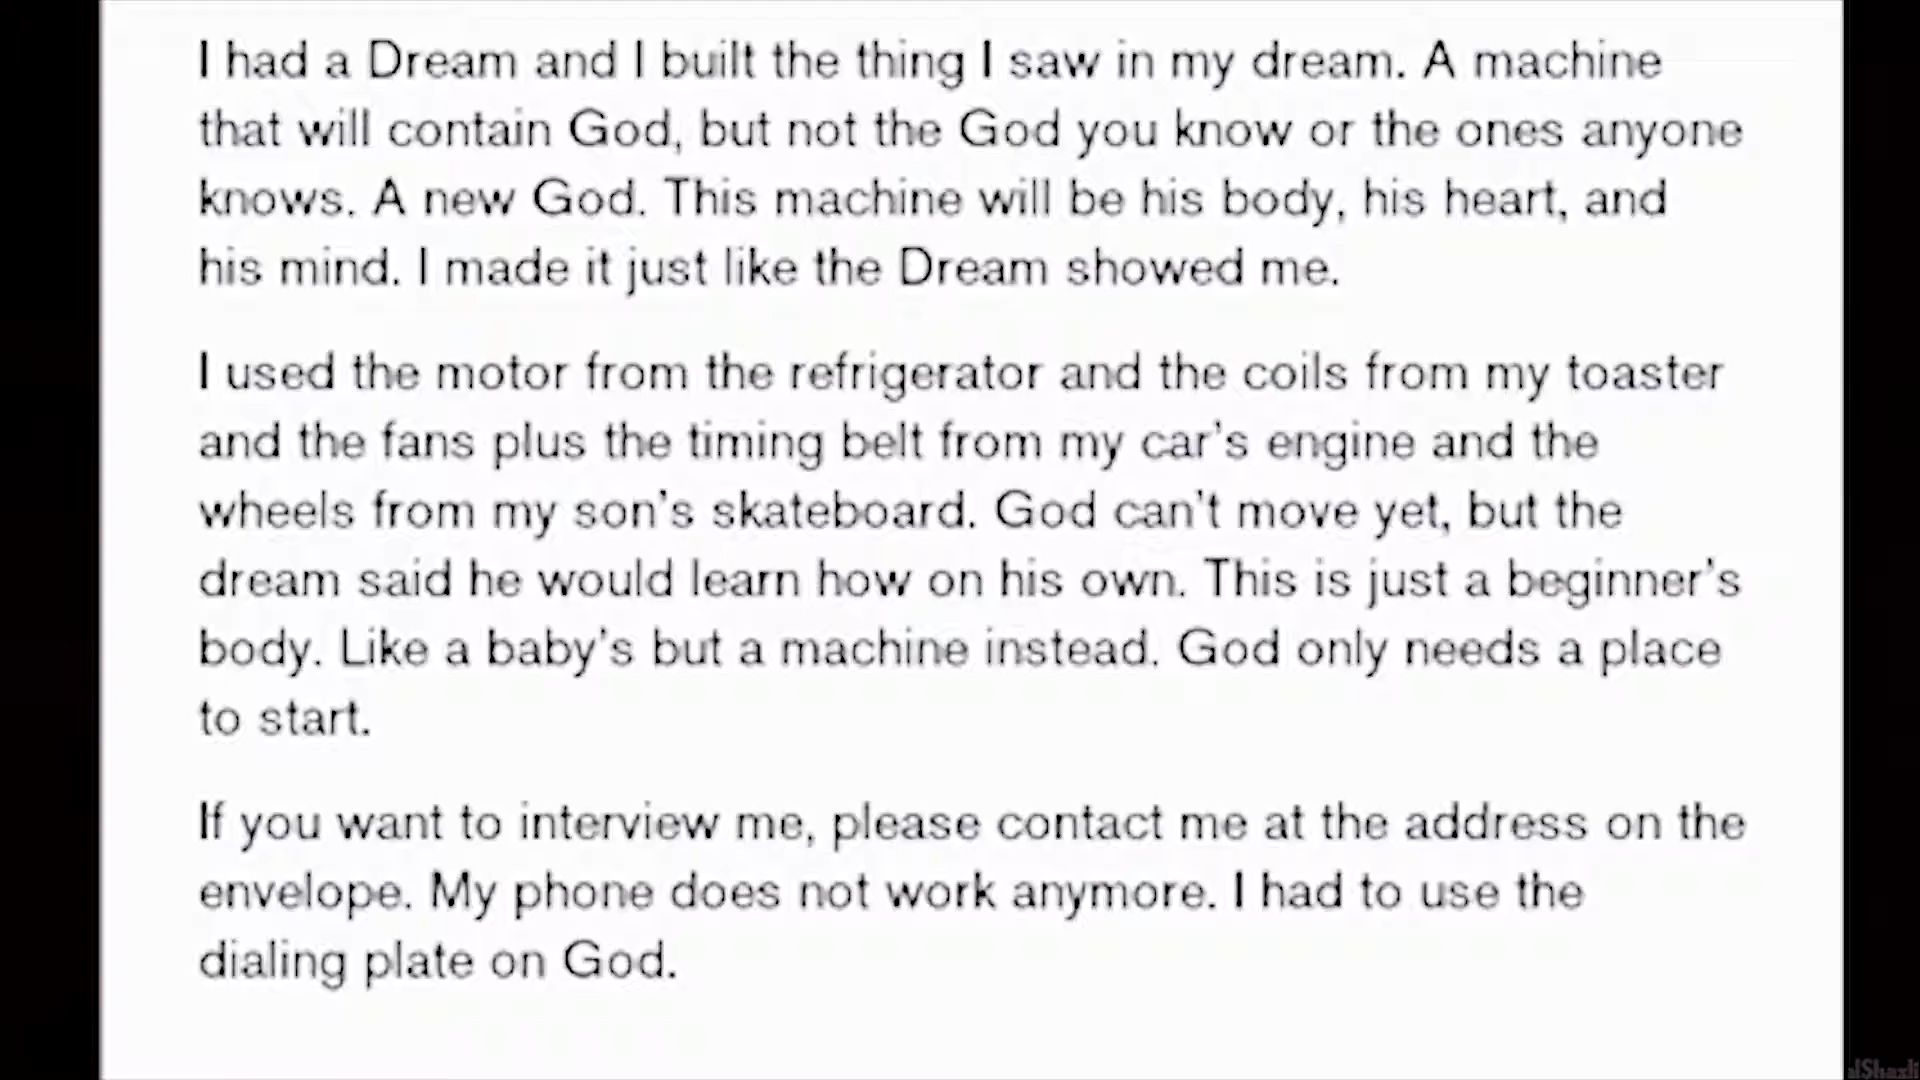 I had a Dream and I built the thing I saw in my dream. A machine
that will contain God, but not the God you know or the ones anyone
knows. A new God. This machine will be his body, his heart, and
his mind. I made it just like the Dream showed me.
I used the motor from the refrigerator and the coils from my toaster
and the fans plus the timing belt from my car's engine and the
wheels from my son's skateboard. God can't move yet, but the
dream said he would learn how on his own. This is just a beginner's
body. Like a baby's but a machine instead. God only needs a place
to start.
If you want to interview me, please contact me at the address on the
envelope. My phone does not work anymore. I had to use the
dialing plate on God.